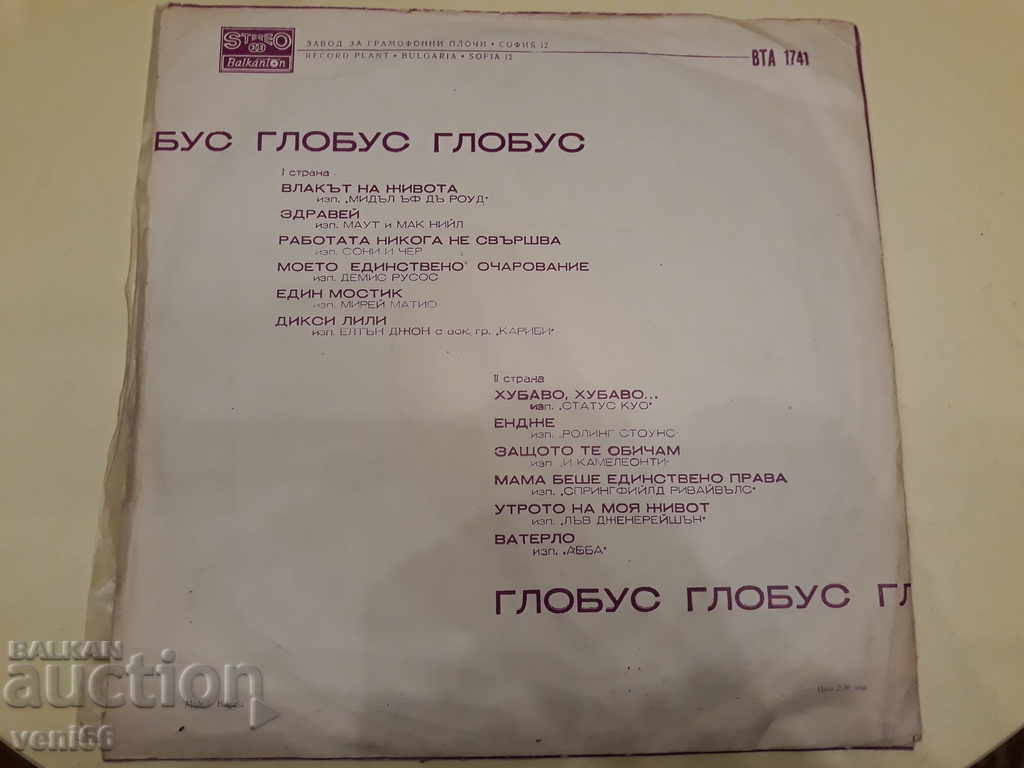 STEREO
33
Balkanton
ЗАВОД ЗА ГРАМОФОННИ ПЛОЧИ • СОФИЯ 12
RECORD PLANT • BULGARIA • SOFIA 12
ВТА 1741
БУС ГЛОБУС ГЛОБУС
I страна
ВЛАКЪТ НА ЖИВОТА
изп. „МИДЪЛ ЪФ ДЪ РОУД"
ЗДРАВЕЙ
изп. МАУТ и МАК НИЙЛ
РАБОТАТА НИКОГА НЕ СВЪРШВА
изп. СОНИ И ЧЕР
МОЕТО ЕДИНСТВЕНО ОЧАРОВАНИЕ
изп. ДЕМИС РУСОС
ЕДИН МОСТИК
изп. МИРЕЙ МАТИО
ДИКСИ ЛИЛИ
изп. ЕЛТЪН ДЖОН с вок. гр. „КАРИБИ"
II страна
ХУБАВО, ХУБАВО...
изп. „СТАТУС КУО"
ЕНДЖЕ
изп. „РОЛИНГ СТОУНС
ЗАЩОТО ТЕ ОБИЧАМ
изп. „И КАМЕЛЕОНТИ"
МАМА БЕШЕ ЕДИНСТВЕНО ПРАВА
изп. „СПРИНГФИЙЛД РИВАЙВЪЛС"
УТРОТО НА МОЯ ЖИВОТ
изп. „ЛЪВ ДЖЕНЕРЕЙШЪН"
ВАТЕРЛО
изп. „АББА"
ГЛОБУС ГЛОБУС ГЛ
BALKAN
auction
veni66